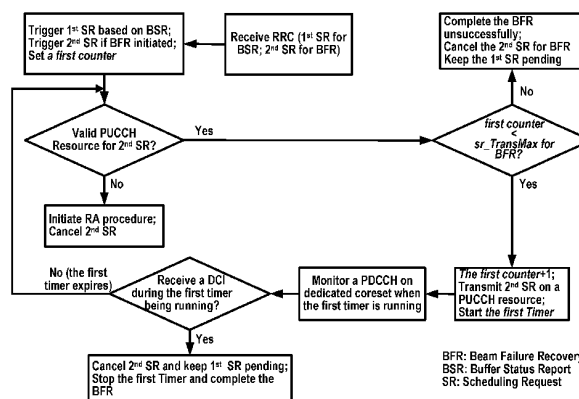 Trigger 1st SR based on BSR;
Trigger 2nd SR if BFR initiated;
Set a first counter
Receive RRC (1st SR for
BSR; 2nd SR for BFR)
Complete the BFR
unsuccessfully;
Cancel the 2nd SR for BFR
Keep the 1st SR pending
No
Valid PUCCH
Resource for 2nd SR?
Yes
first counter
<
sr_TransMax for
BFR?
No
Yes
Initiate RA procedure;
Cancel 2nd SR
No (the first
timer expires)
Receive a DCI
during the first timer
being running?
Monitor a PDCCH on
dedicated coreset when
the first timer is running
The first counter+1;
Transmit 2nd SR on a
PUCCH resource;
Start the first Timer
Yes
Cancel 2nd SR and keep 1st SR pending;
Stop the first Timer and complete the
BFR
BFR: Beam Failure Recovery
BSR: Buffer Status Report
SR: Scheduling Request